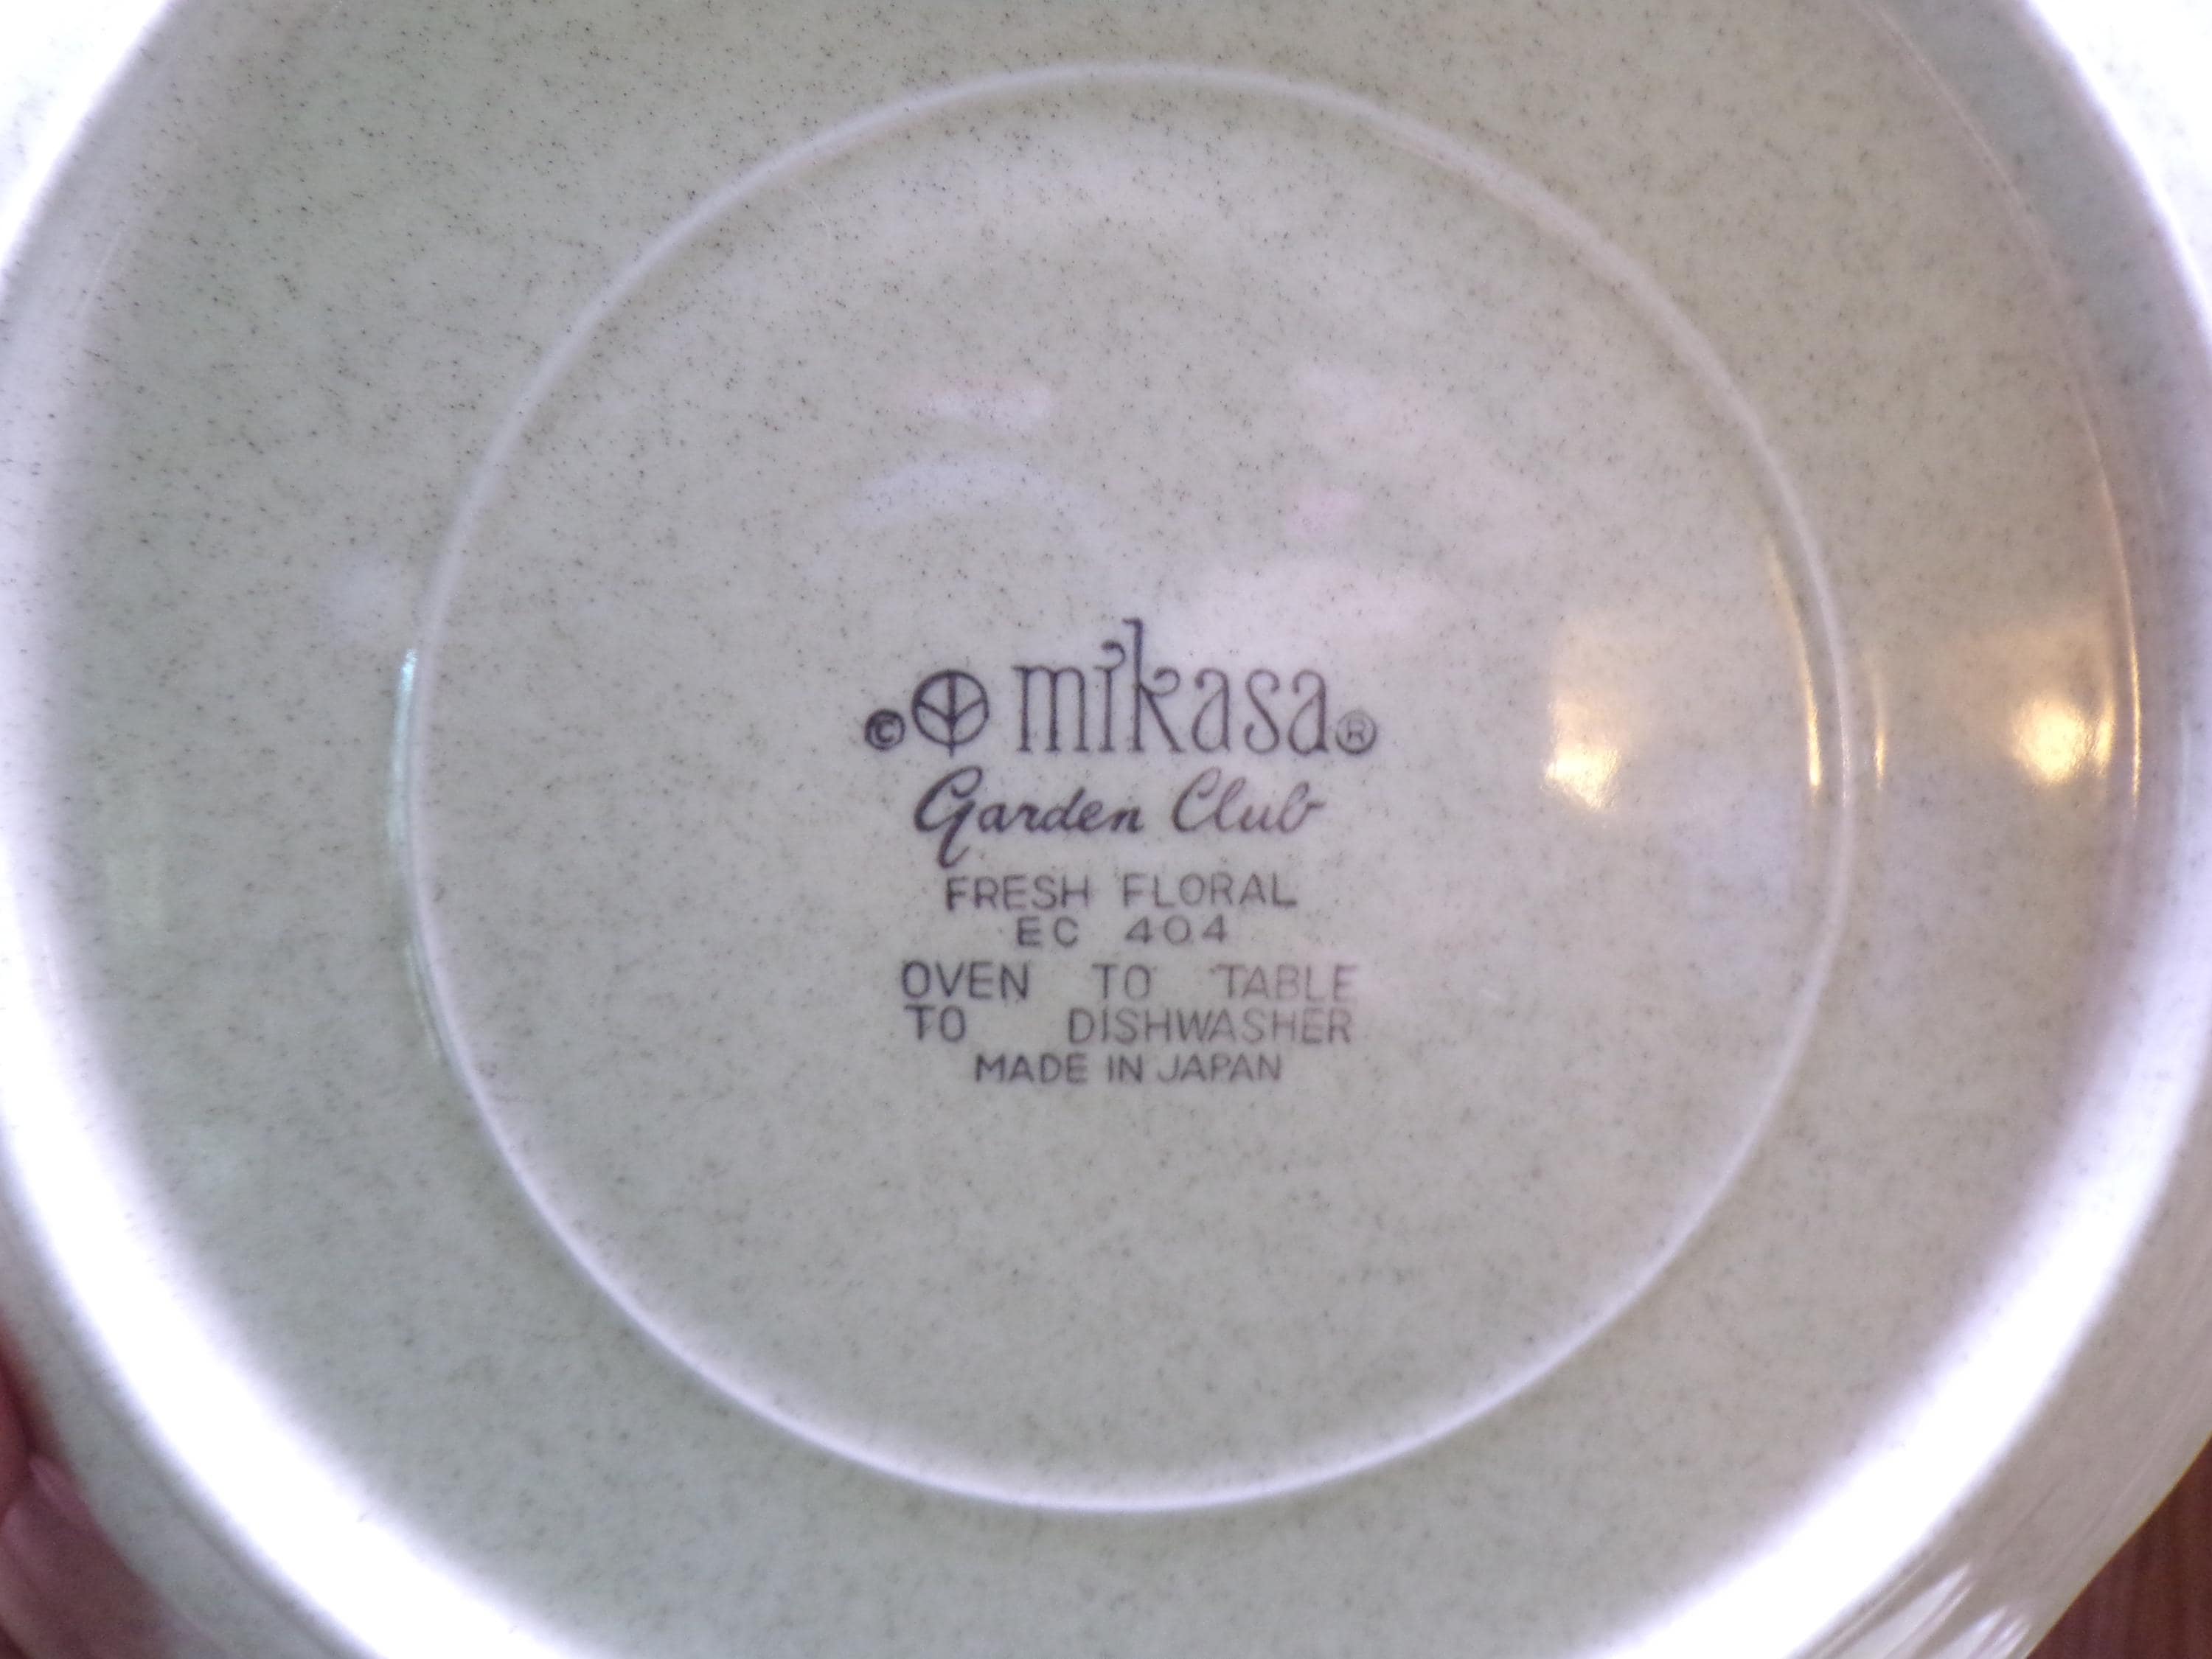 © mikasa®
Garden Club
FRESH FLORAL
EC 404
OVEN TO TABLE
TO DISHWASHER
MADE IN JAPAN